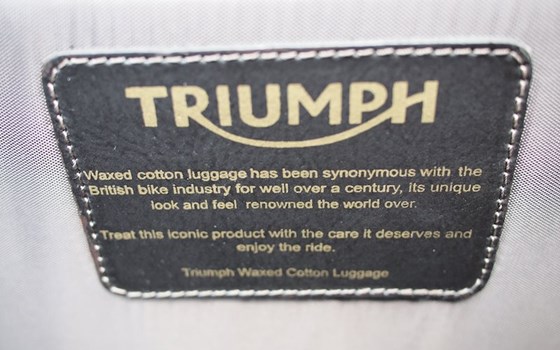 TRIUMPH
Waxed cotton luggage has been synonymous with the
British bike industry for well over a century, its unique
look and feel renowned the world over.
Treat this iconic product with the care it deserves and
enjoy the ride.
Triumph Waxed Cotton Luggage